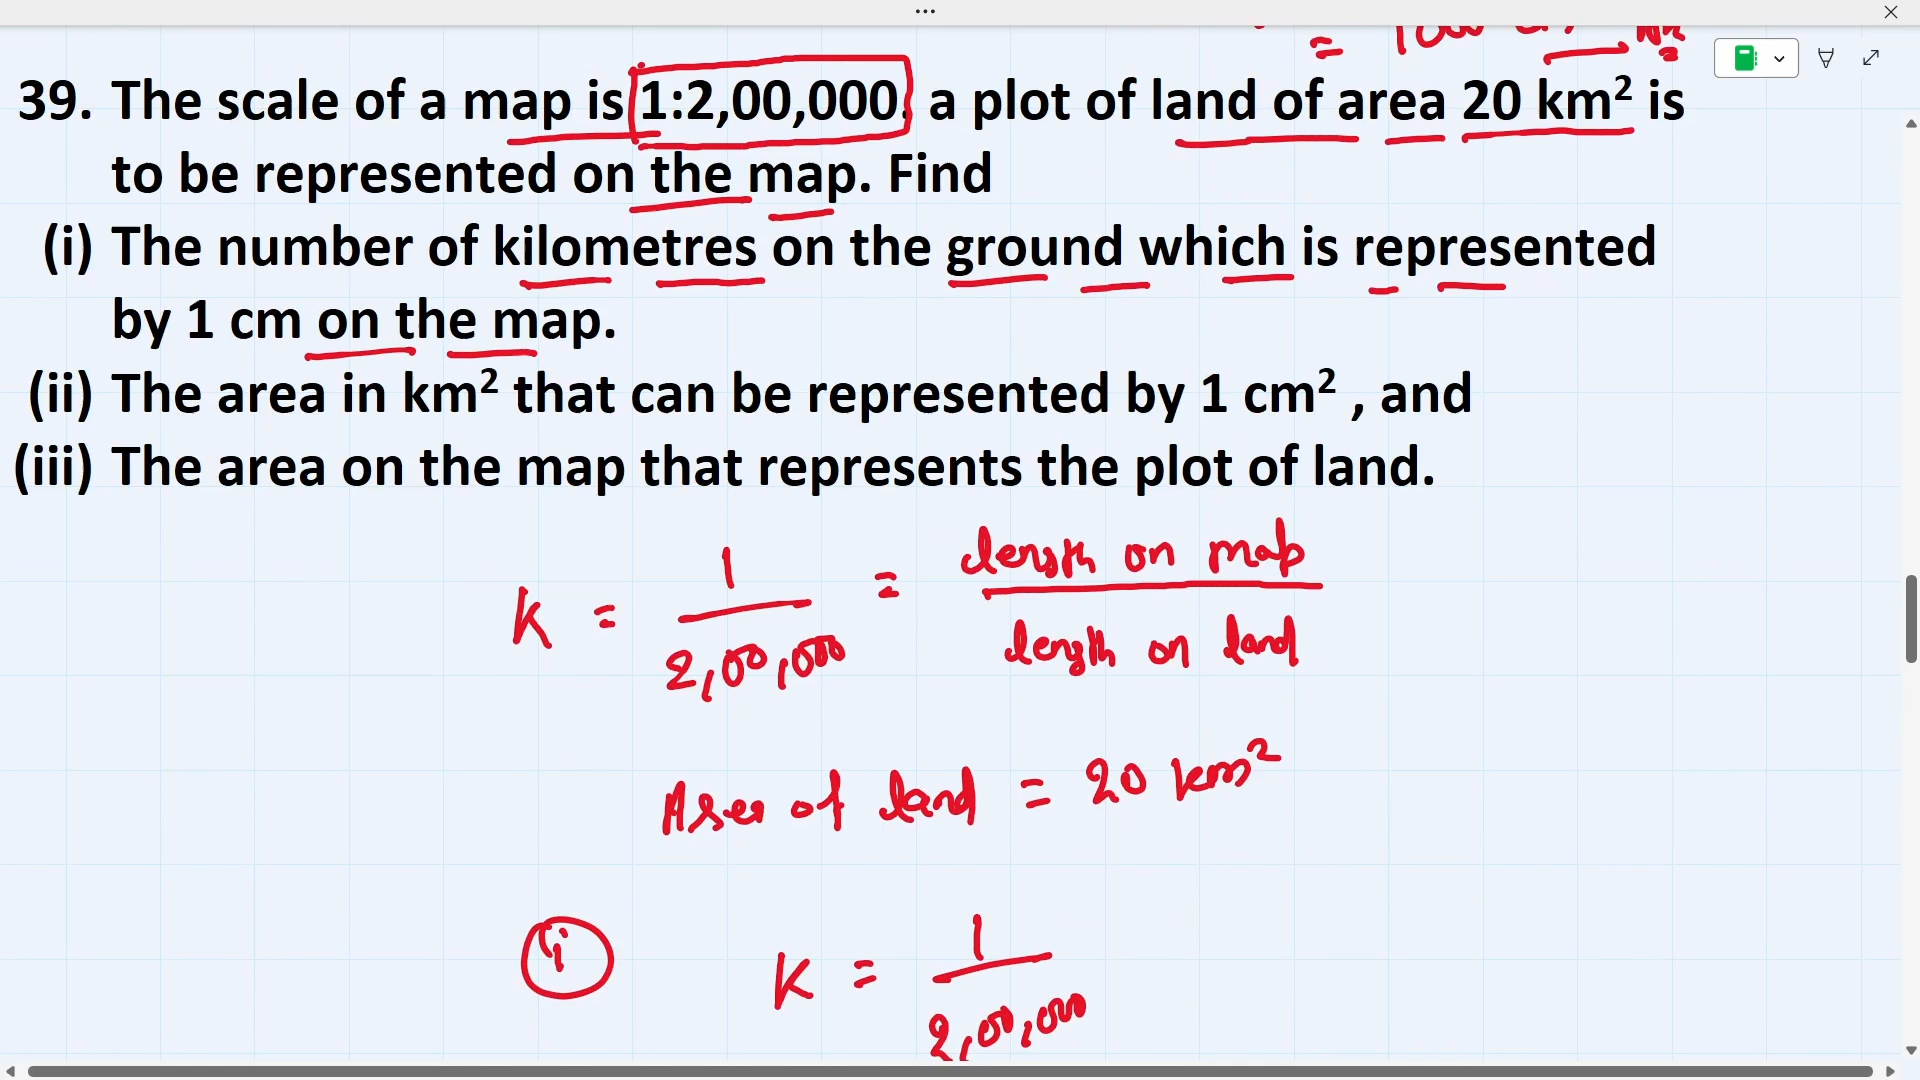 39. The scale of a map is 1:2,00,000. a plot of land of area 20 km² is
to be represented on the map. Find
(i) The number of kilometres on the ground which is represented
by 1 cm on the map.
(ii) The area in km² that can be represented by 1 cm² , and
(iii) The area on the map that represents the plot of land.
K = 1 / 2,00,000 = length on map / length on land
Area of land = 20 km²
(i) K = 1 / 2,00,000